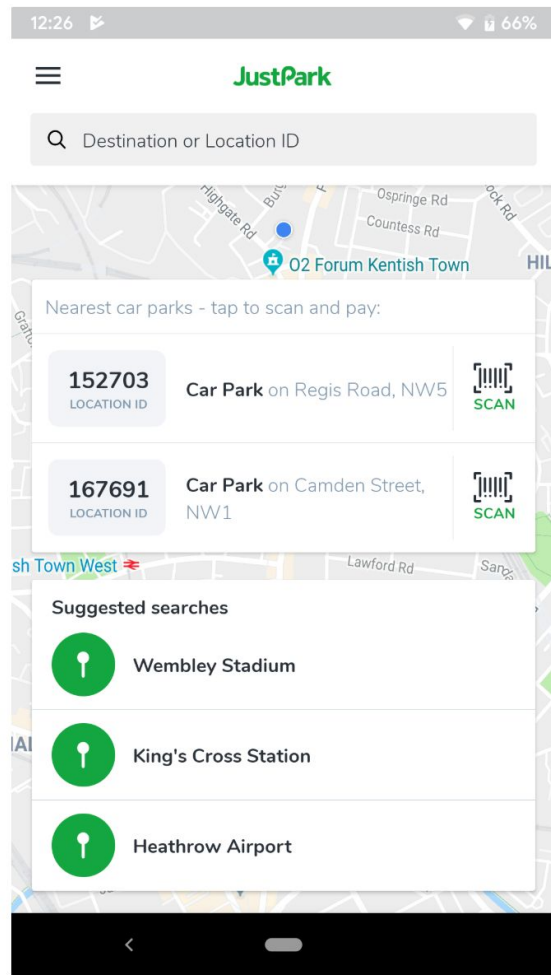 12:26 66%
JustPark
Destination or Location ID
Highgate Rd
Ospringe Rd
Countess Rd
O2 Forum Kentish Town
HIL
Nearest car parks - tap to scan and pay:
152703
LOCATION ID
Car Park on Regis Road, NW5
SCAN
167691
LOCATION ID
Car Park on Camden Street,
NW1
SCAN
sh Town West
Lawford Rd
Suggested searches
Wembley Stadium
King's Cross Station
Heathrow Airport